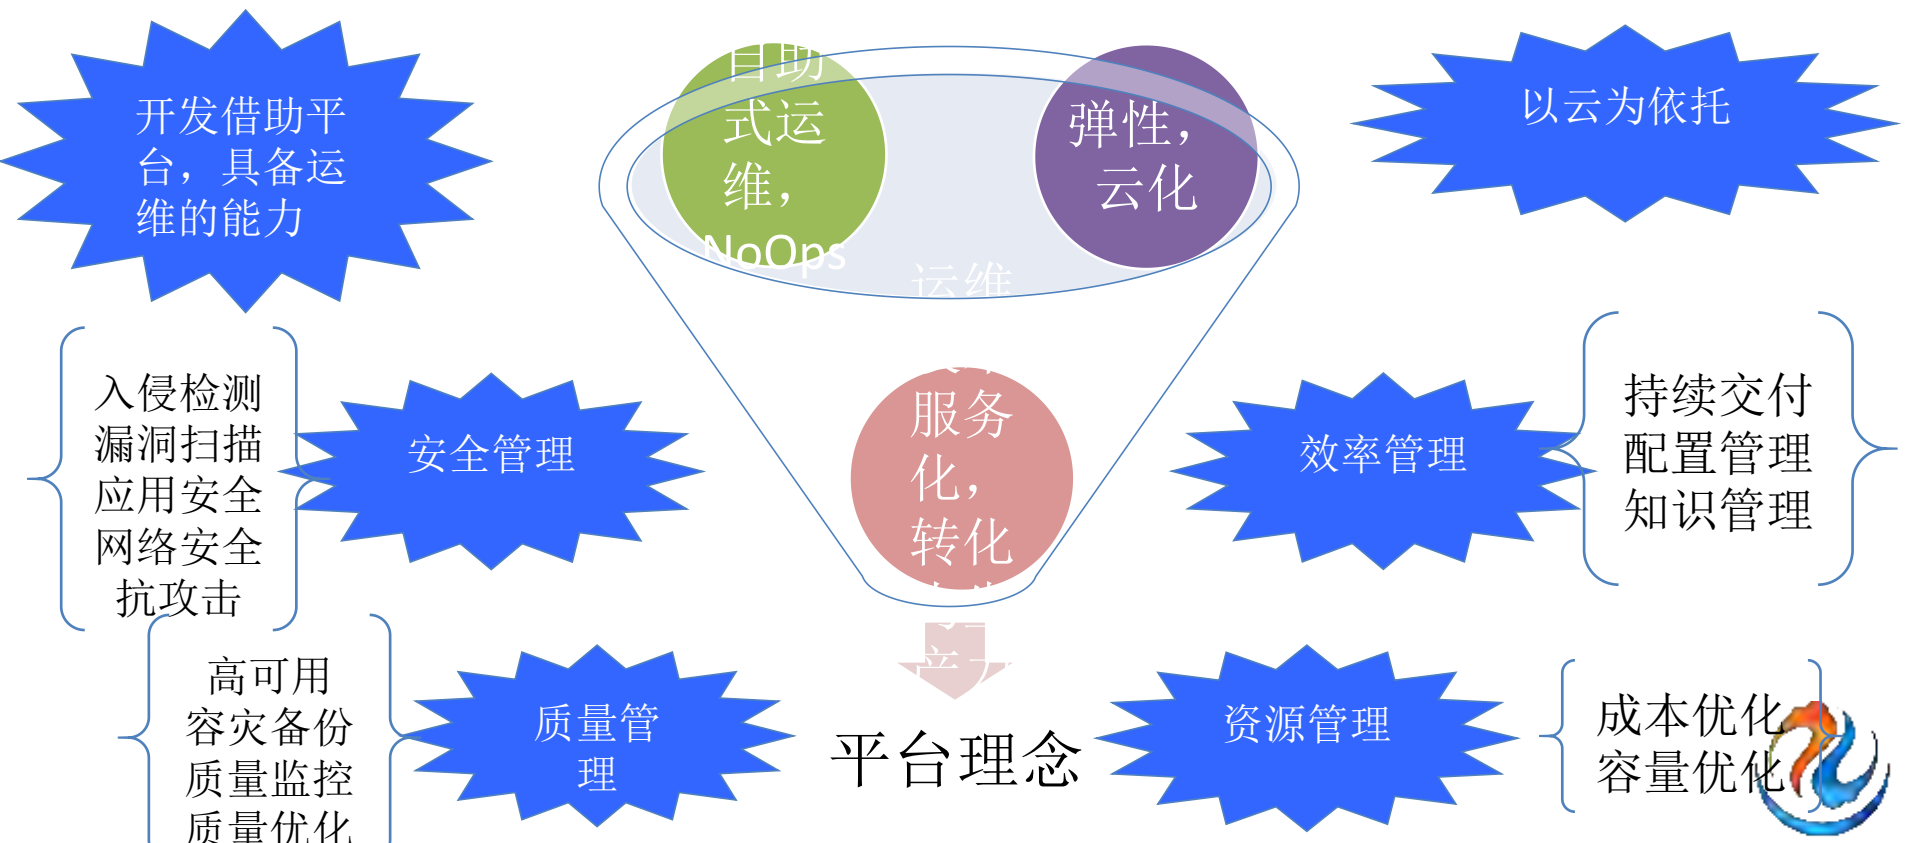 开发借助平
台，具备运
维的能力
自助
式运
维，
NoOps
弹性，
云化
以云为依托
运维
服务
化，
转化
产
入侵检测
漏洞扫描
应用安全
网络安全
抗攻击
安全管理
效率管理
持续交付
配置管理
知识管理
高可用
容灾备份
质量监控
质量优化
质量管
理
平台理念
资源管理
成本优化
容量优化